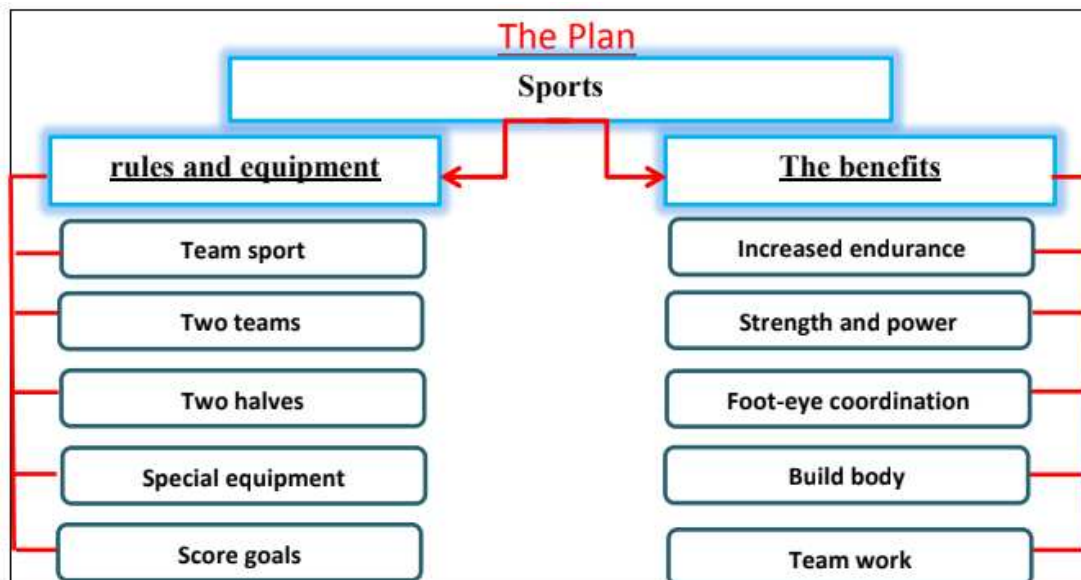 The Plan
Sports
rules and equipment
Team sport
Two teams
Two halves
Special equipment
Score goals
The benefits
Increased endurance
Strength and power
Foot-eye coordination
Build body
Team work